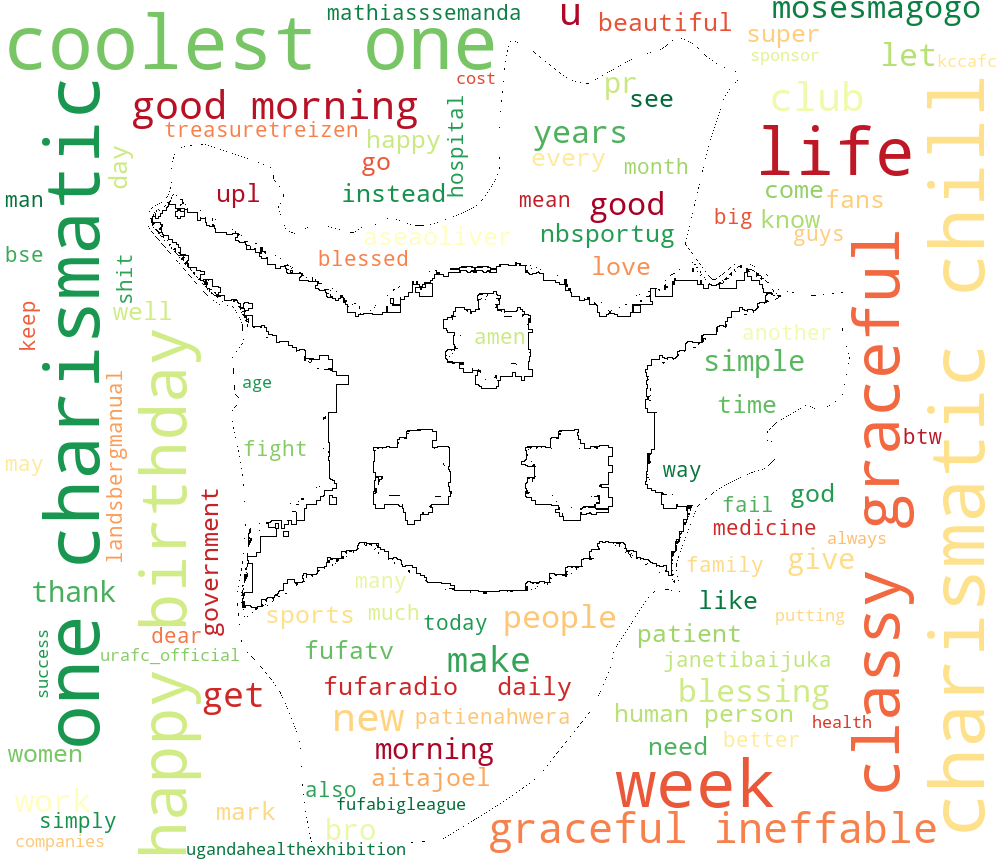 mathiasssemanda
u
beautiful
mosesmagogo
coolest one
super
sponsor
let
kccafc
cost
good morning
treasuretreizen
happy
hospital
go
instead
upl
pr
see
years
every
month
mean
good
nbsportug
aseaoliver
blessed
love
club
life
come
fans
know
big
guys
charismatic chill
classy graceful
one charismatic
day
man
bse
shit
keep
well
happy birthday
landsbergmanual
may
age
fight
amen
another
simple
time
way
btw
fail
god
medicine
always
family
give
government
thank
dear
success
urafc_official
get
women
work
simply
companies
mark
many
sports
much
today
people
like
putting
fufatv
make
patient
janetibaijuka
fufaradio
daily
blessing
new
patienahwera
human person
health
morning
need
better
aitajoel
week
also
fufabigleague
bro
graceful ineffable
ugandahealthexhibition